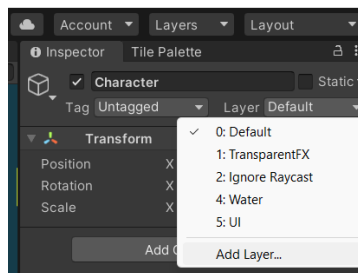 Account Layers Layout
Inspector Tile Palette
Character Static
Tag Untagged Layer Default
Transform
0: Default
1: TransparentFX
2: Ignore Raycast
4: Water
5: UI
Add Layer...
Position X
Rotation X
Scale X
Add